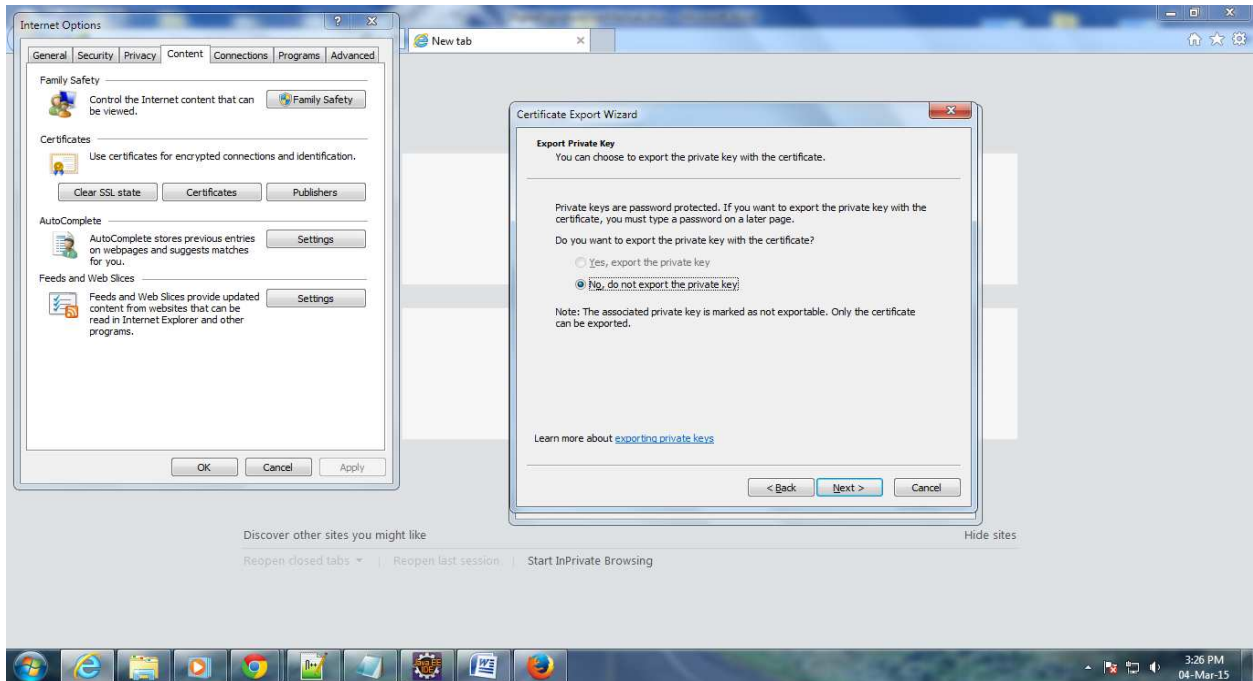 Internet Options
General Security Privacy Content Connections Programs Advanced
Family Safety
Control the Internet content that can
be viewed.
Family Safety
Certificates
Use certificates for encrypted connections and identification.
Clear SSL state
Certificates
Publishers
AutoComplete
AutoComplete stores previous entries
on webpages and suggests matches
for you.
Settings
Feeds and Web Slices
Feeds and Web Slices provide updated
content from websites that can be
read in Internet Explorer and other
programs.
Settings
OK
Cancel
Apply
New tab
Certificate Export Wizard
Export Private Key
You can choose to export the private key with the certificate.
Private keys are password protected. If you want to export the private key with the
certificate, you must type a password on a later page.
Do you want to export the private key with the certificate?
Yes, export the private key
No, do not export the private key
Note: The associated private key is marked as not exportable. Only the certificate
can be exported.
Learn more about exporting private keys
< Back
Next >
Cancel
Discover other sites you might like
Hide sites
Reopen closed tabs | Reopen last session | Start InPrivate Browsing
3:26 PM
04-Mar-15